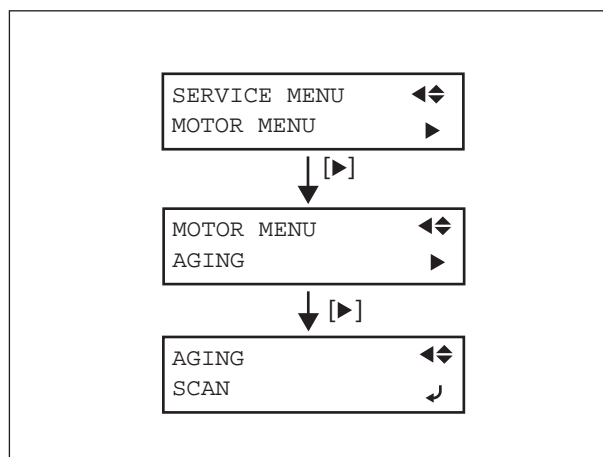 SERVICE MENU ◀◆
MOTOR MENU ▶
[▶]
MOTOR MENU ◀◆
AGING ▶
[▶]
AGING ◀◆
SCAN ↵